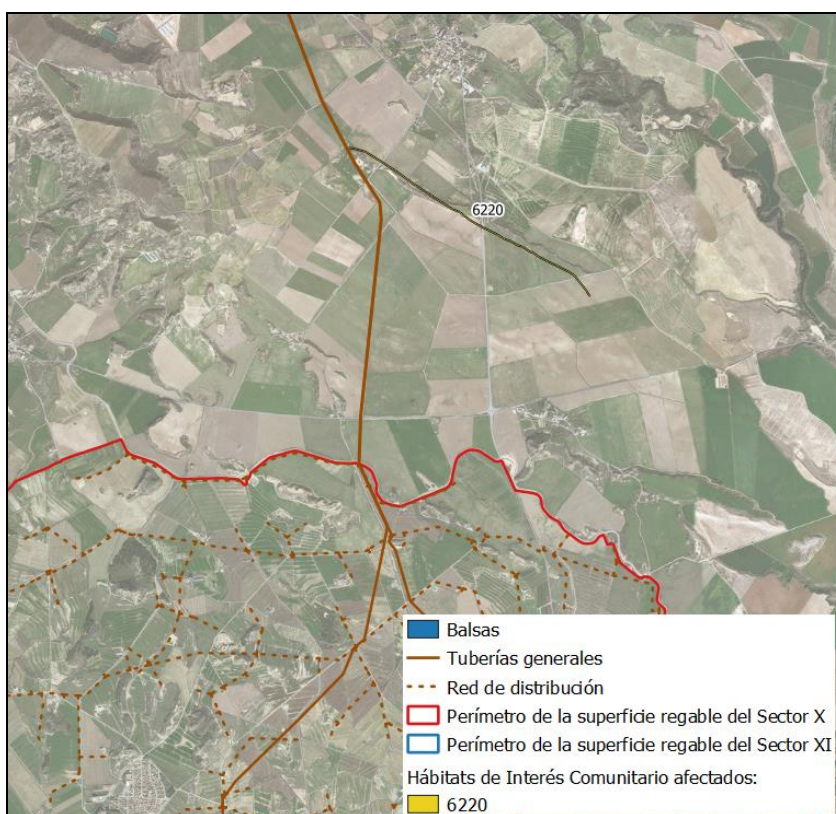 6220
Balsas
Tuberías generales
Red de distribución
Perímetro de la superficie regable del Sector X
Perímetro de la superficie regable del Sector XI
Hábitats de Interés Comunitario afectados:
6220